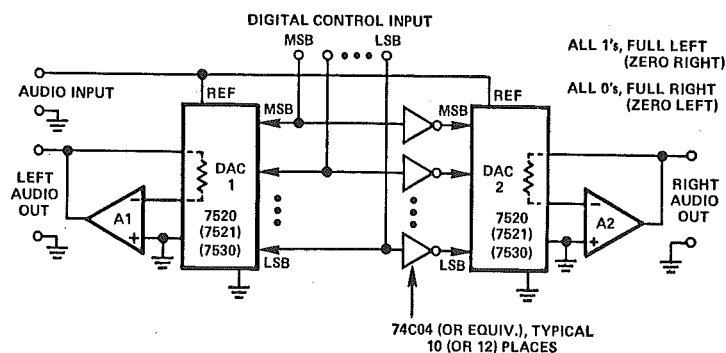 DIGITAL CONTROL INPUT
MSB
LSB
ALL 1's, FULL LEFT
(ZERO RIGHT)
ALL 0's, FULL RIGHT
(ZERO LEFT)
AUDIO INPUT
REF
REF
MSB
MSB
LEFT
AUDIO
OUT
A1
DAC
1
7520
(7521)
(7530)
LSB
LSB
DAC
2
7520
(7521)
(7530)
A2
RIGHT
AUDIO
OUT
74C04 (OR EQUIV.), TYPICAL
10 (OR 12) PLACES